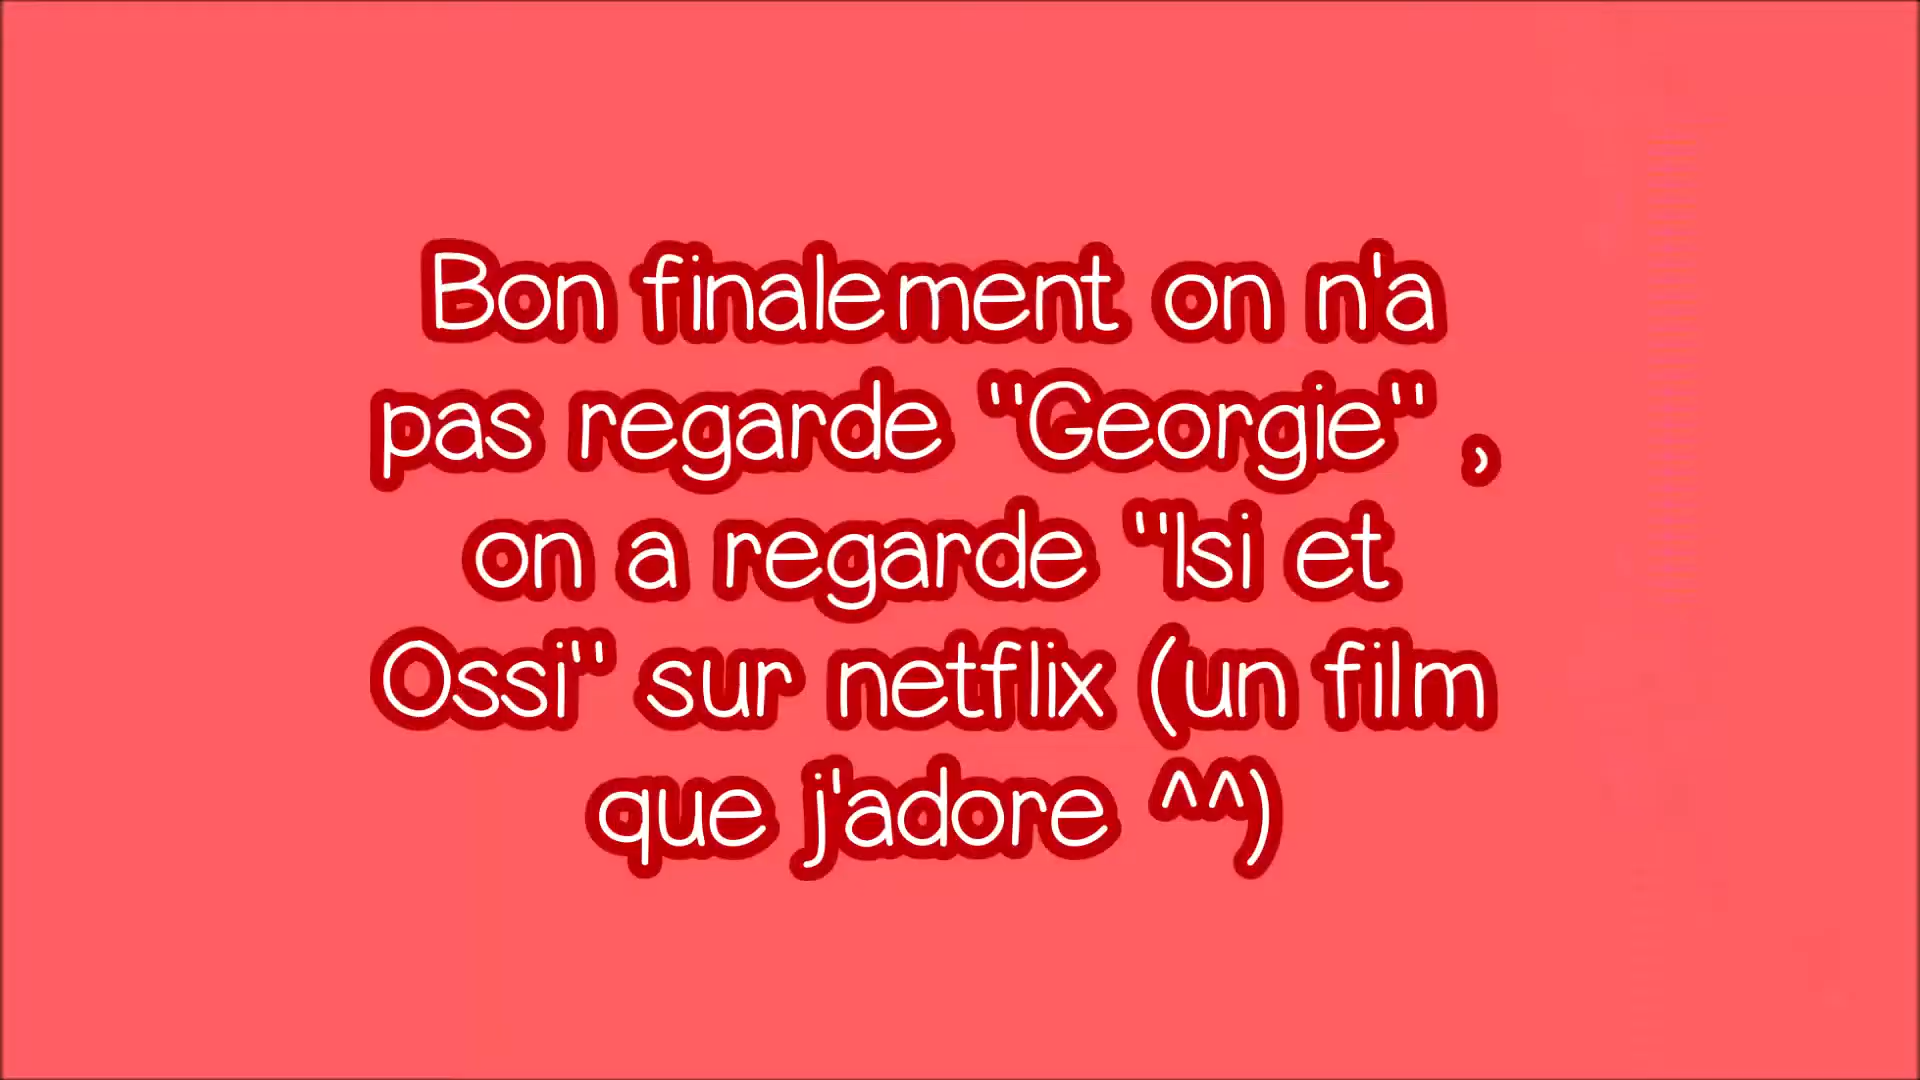 Bon finalement on n'a
pas regarde "Georgie" ,
on a regarde "Isi et
Ossi" sur netflix (un film
que j'adore ^^)